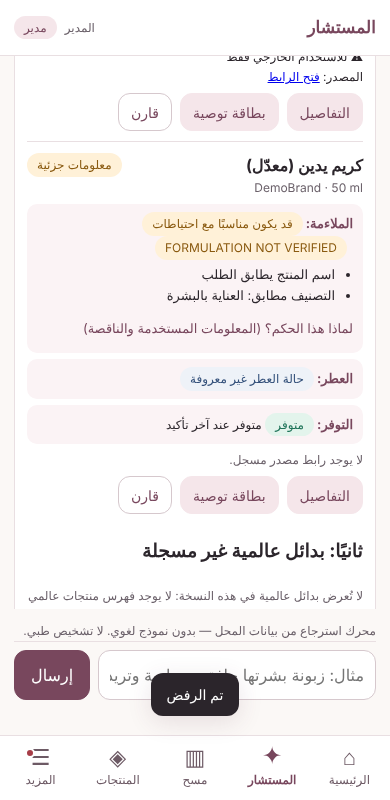 المستشار
المدير
مدير
⚠ للاستخدام الخارجي فقط
المصدر: فتح الرابط
التفاصيل
بطاقة توصية
قارن
كريم يدين (معدّل)
معلومات جزئية
DemoBrand · 50 ml
الملاءمة: قد يكون مناسبًا مع احتياطات
FORMULATION NOT VERIFIED
• اسم المنتج يطابق الطلب
• التصنيف مطابق: العناية بالبشرة
لماذا هذا الحكم؟ (المعلومات المستخدمة والناقصة)
العطر: حالة العطر غير معروفة
التوفر: متوفر متوفر عند آخر تأكيد
لا يوجد رابط مصدر مسجل.
التفاصيل
بطاقة توصية
قارن
ثانيًا: بدائل عالمية غير مسجلة
لا تُعرض بدائل عالمية في هذه النسخة: لا يوجد فهرس منتجات عالمي
محرك استرجاع من بيانات المحل — بدون نموذج لغوي. لا تشخيص طبي.
مثال: زبونة بشرتها
إرسال
تم الرفض
الرئيسية
المستشار
مسح
المنتجات
المزيد